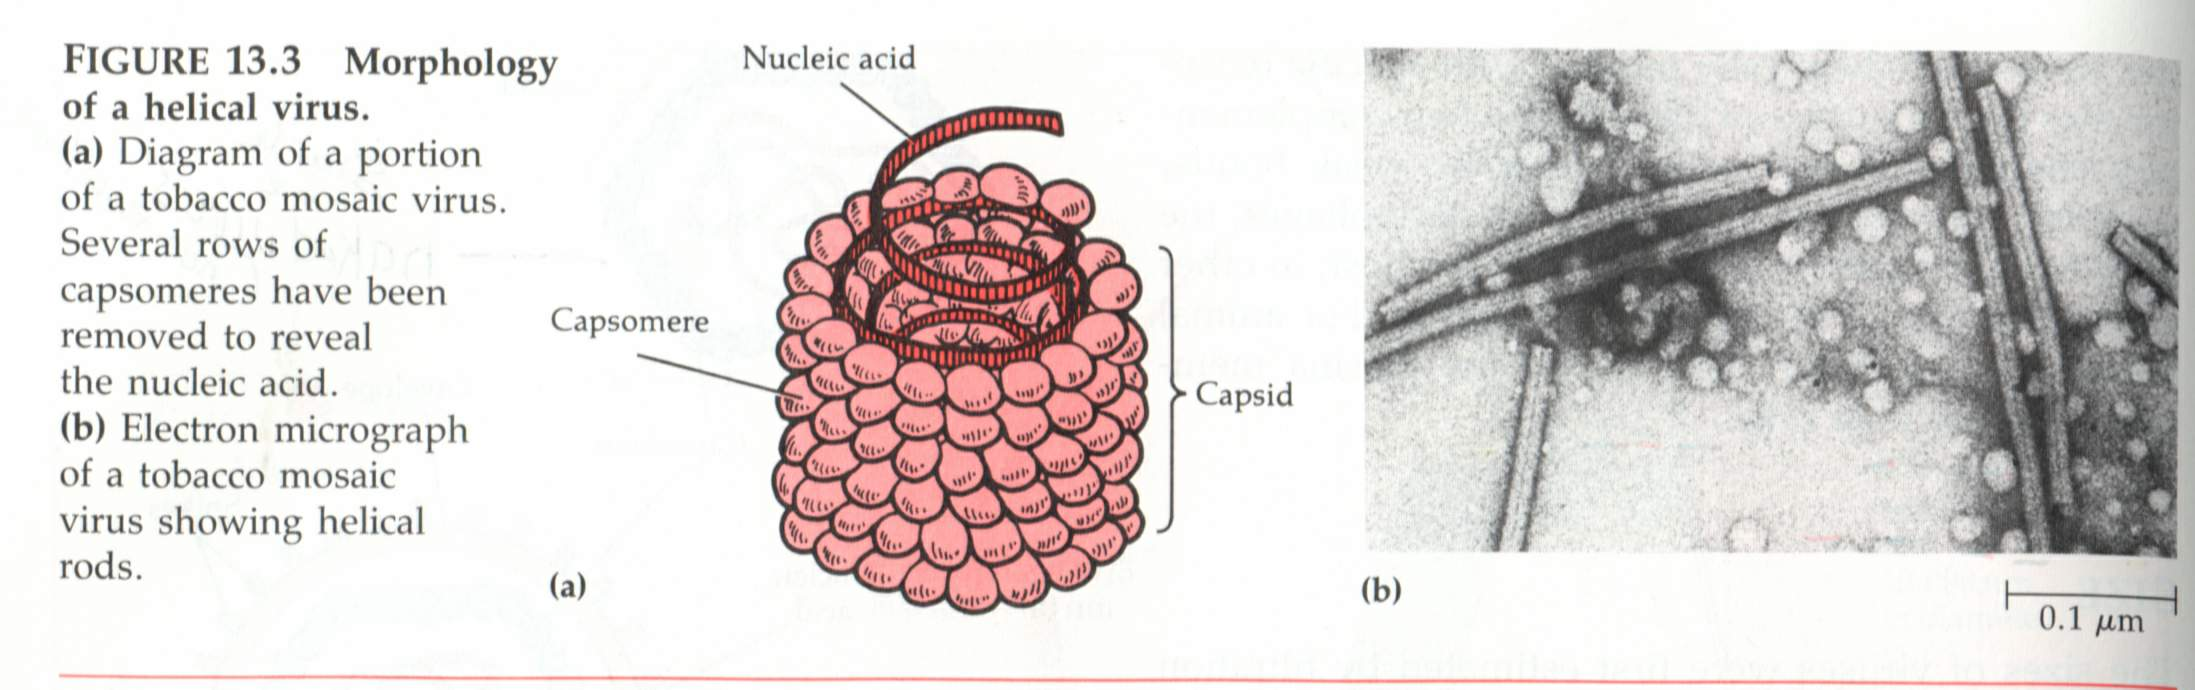 FIGURE 13.3 Morphology
of a helical virus.
(a) Diagram of a portion
of a tobacco mosaic virus.
Several rows of
capsomeres have been
removed to reveal
the nucleic acid.
(b) Electron micrograph
of a tobacco mosaic
virus showing helical
rods.
Nucleic acid
Capsomere
Capsid
(a)
(b)
0.1 μm